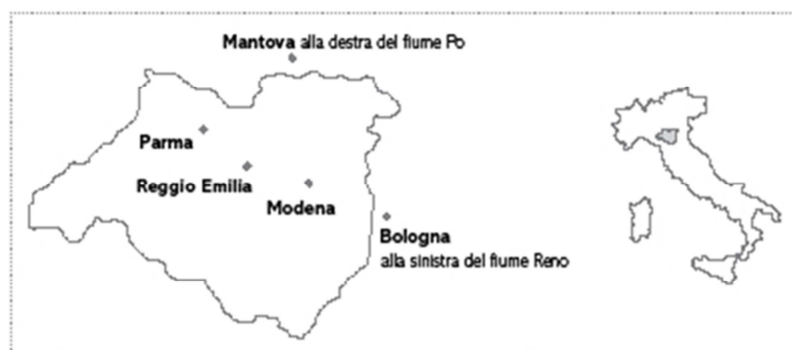 Mantova alla destra del fiume Po
Parma
Reggio Emilia
Modena
Bologna
alla sinistra del fiume Reno